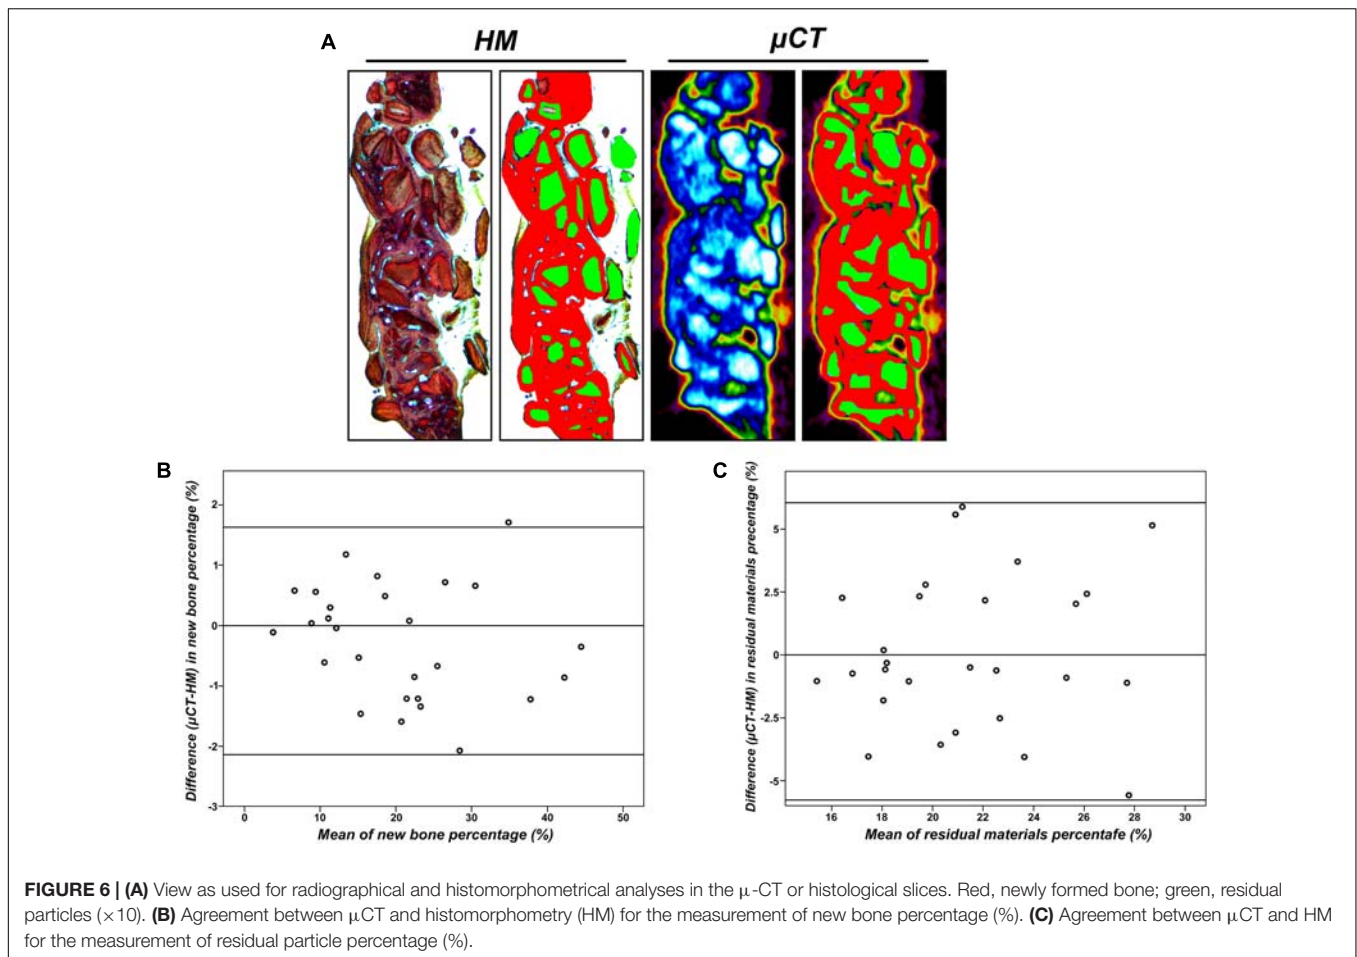 A
HM
µCT
B
Difference (µCT-HM) in new bone percentage (%)
2
1
0
-1
-2
-3
0 10 20 30 40 50
Mean of new bone percentage (%)
C
Difference (µCT-HM) in residual materials precentage (%)
5
2.5
0
-2.5
-5
16 18 20 22 24 26 28 30
Mean of residual materials percentafe (%)
FIGURE 6 | (A) View as used for radiographical and histomorphometrical analyses in the µ-CT or histological slices. Red, newly formed bone; green, residual
particles (×10). (B) Agreement between µCT and histomorphometry (HM) for the measurement of new bone percentage (%). (C) Agreement between µCT and HM
for the measurement of residual particle percentage (%).